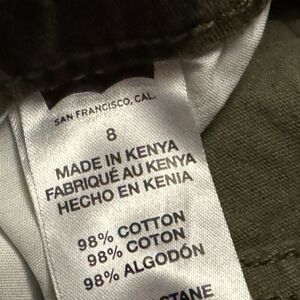 SAN FRANCISCO, CAL.
8
MADE IN KENYA
FABRIQUÉ AU KENYA
HECHO EN KENIA
98% COTTON
98% COTON
98% ALGODÓN
STANE